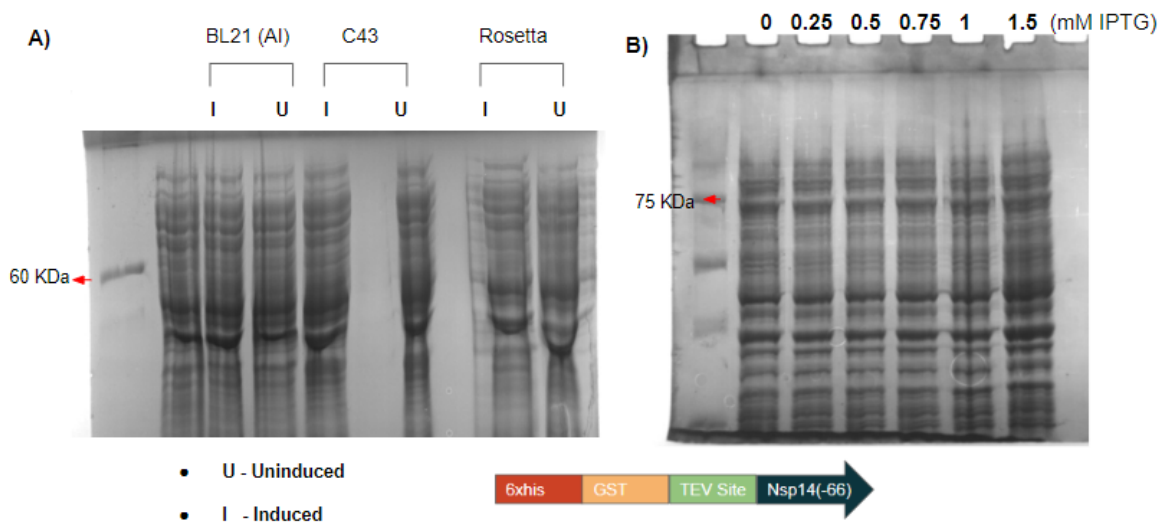 A)
BL21 (AI) C43 Rosetta
I U I U I U
60 KDa
B)
0 0.25 0.5 0.75 1 1.5 (mM IPTG)
75 KDa
• U - Uninduced
• I - Induced
6xhis GST TEV Site Nsp14(-66)